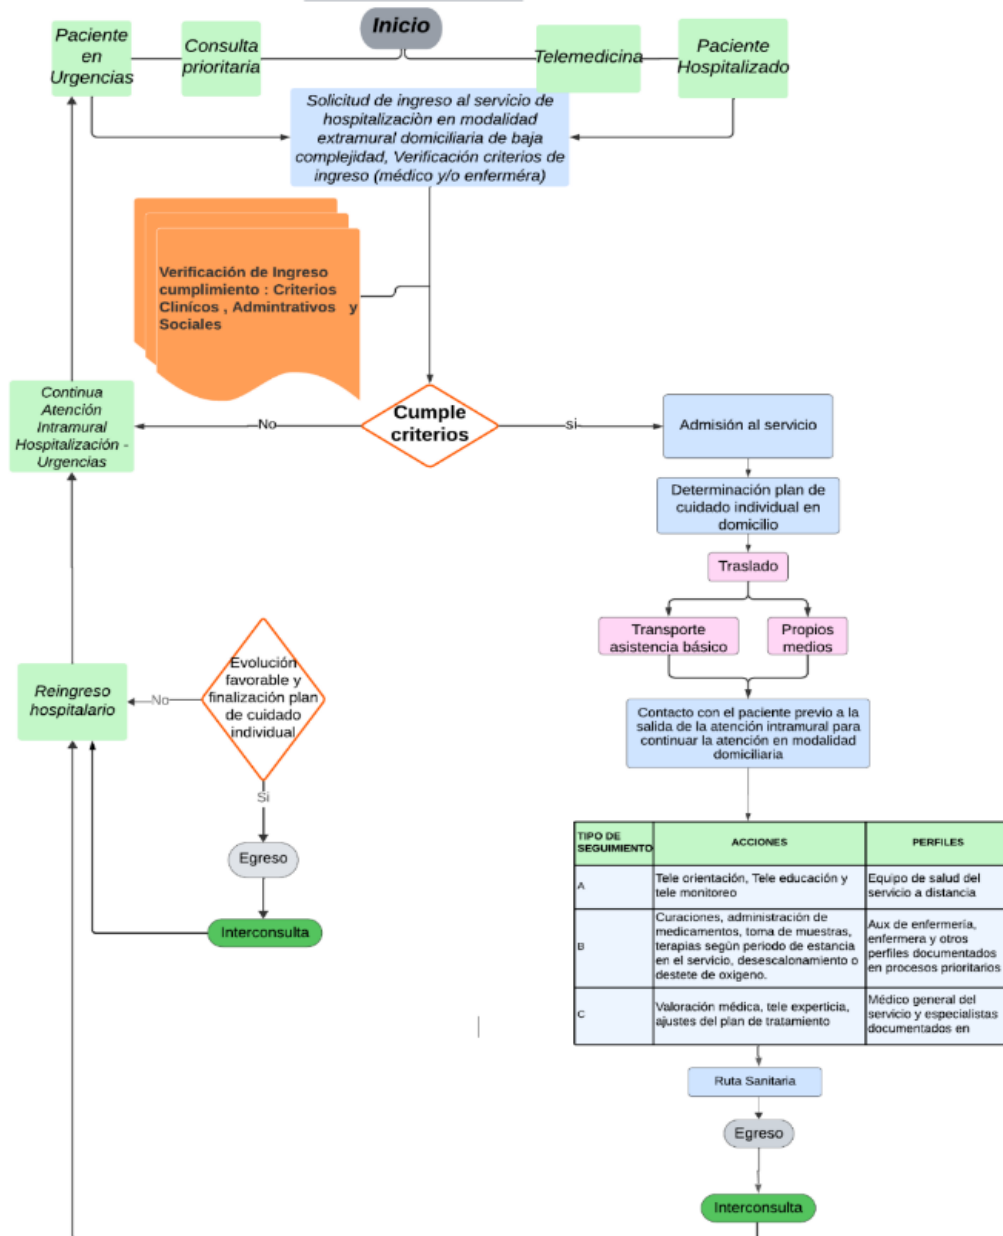 Inicio
Paciente
en
Urgencias
Consulta
prioritaria
Telemedicina
Paciente
Hospitalizado
Solicitud de ingreso al servicio de
hospitalizaciòn en modalidad
extramural domiciliaria de baja
complejidad, Verificación criterios de
ingreso (médico y/o enferméra)
Verificación de Ingreso
cumplimiento : Criterios
Clinícos , Admintrativos y
Sociales
Continua
Atención
Intramural
Hospitalización -
Urgencias
No
Cumple
criterios
si
Admisión al servicio
Determinación plan de
cuidado individual en
domicilio
Traslado
Transporte
asistencia básico
Propios
medios
Reingreso
hospitalario
No
Evolución
favorable y
finalización plan
de cuidado
individual
Si
Egreso
Interconsulta
Contacto con el paciente previo a la
salida de la atención intramural para
continuar la atención en modalidad
domiciliaria
TIPO DE
SEGUIMIENTO
ACCIONES
PERFILES
A
Tele orientación, Tele educación y
tele monitoreo
Equipo de salud del
servicio a distancia
B
Curaciones, administración de
medicamentos, toma de muestras,
terapias según periodo de estancia
en el servicio, desescalonamiento o
destete de oxigeno.
Aux de enfermería,
enfermera y otros
perfiles documentados
en procesos prioritarios
C
Valoración médica, tele experticia,
ajustes del plan de tratamiento
Médico general del
servicio y especialistas
documentados en
Ruta Sanitaria
Egreso
Interconsulta